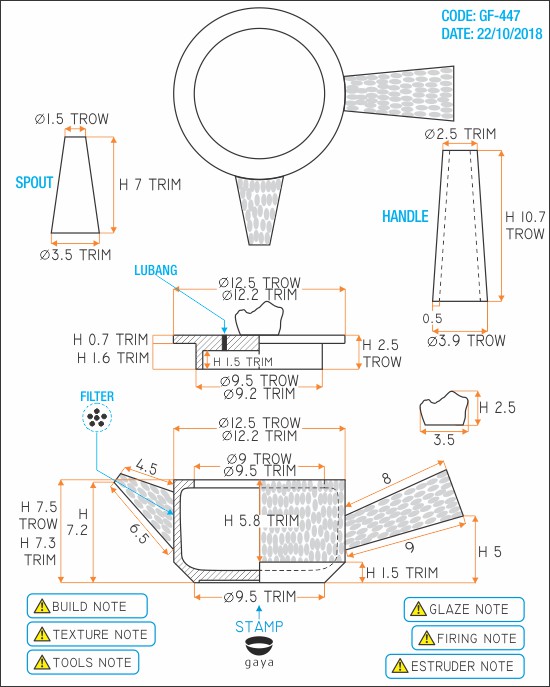 CODE: GF-447
DATE: 22/10/2018
Ø1.5 TROW
SPOUT
H 7 TRIM
Ø3.5 TRIM
Ø2.5 TRIM
HANDLE
H 10.7
TROW
0.5
Ø3.9 TROW
LUBANG
Ø12.5 TROW
Ø12.2 TRIM
H 0.7 TRIM
H 1.6 TRIM
H 1.5 TRIM
H 2.5
TROW
Ø9.5 TROW
Ø9.2 TRIM
FILTER
H 2.5
3.5
Ø12.5 TROW
Ø12.2 TRIM
Ø9 TROW
Ø9.5 TRIM
4.5
8
H 7.5
TROW
H 7.3
TRIM
H
7.2
6.5
H 5.8 TRIM
9
H 5
H 1.5 TRIM
Ø9.5 TRIM
BUILD NOTE
TEXTURE NOTE
TOOLS NOTE
STAMP
gaya
GLAZE NOTE
FIRING NOTE
ESTRUDER NOTE